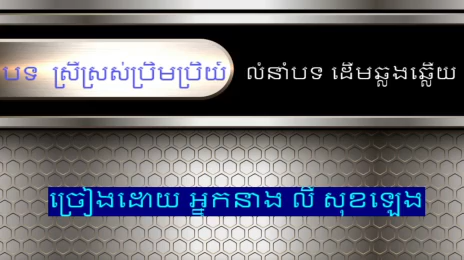 បទ ស្រីស្រស់ប្រិមប្រិយ៍ លំនាំបទ ដើមឆ្លងឆ្លើយ
ច្រៀងដោយ អ្នកនាង លី សុខឡេង